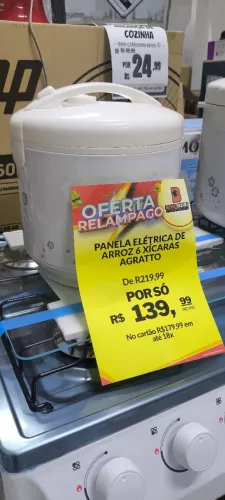 COZINHA
POR
R$
24,99
OFERTA
RELÂMPAGO
PANELA ELÉTRICA DE
ARROZ 6 XÍCARAS
AGRATTO
De R219,99
POR SÓ
R$ 139,99
No cartão R$179,99 em
até 18x